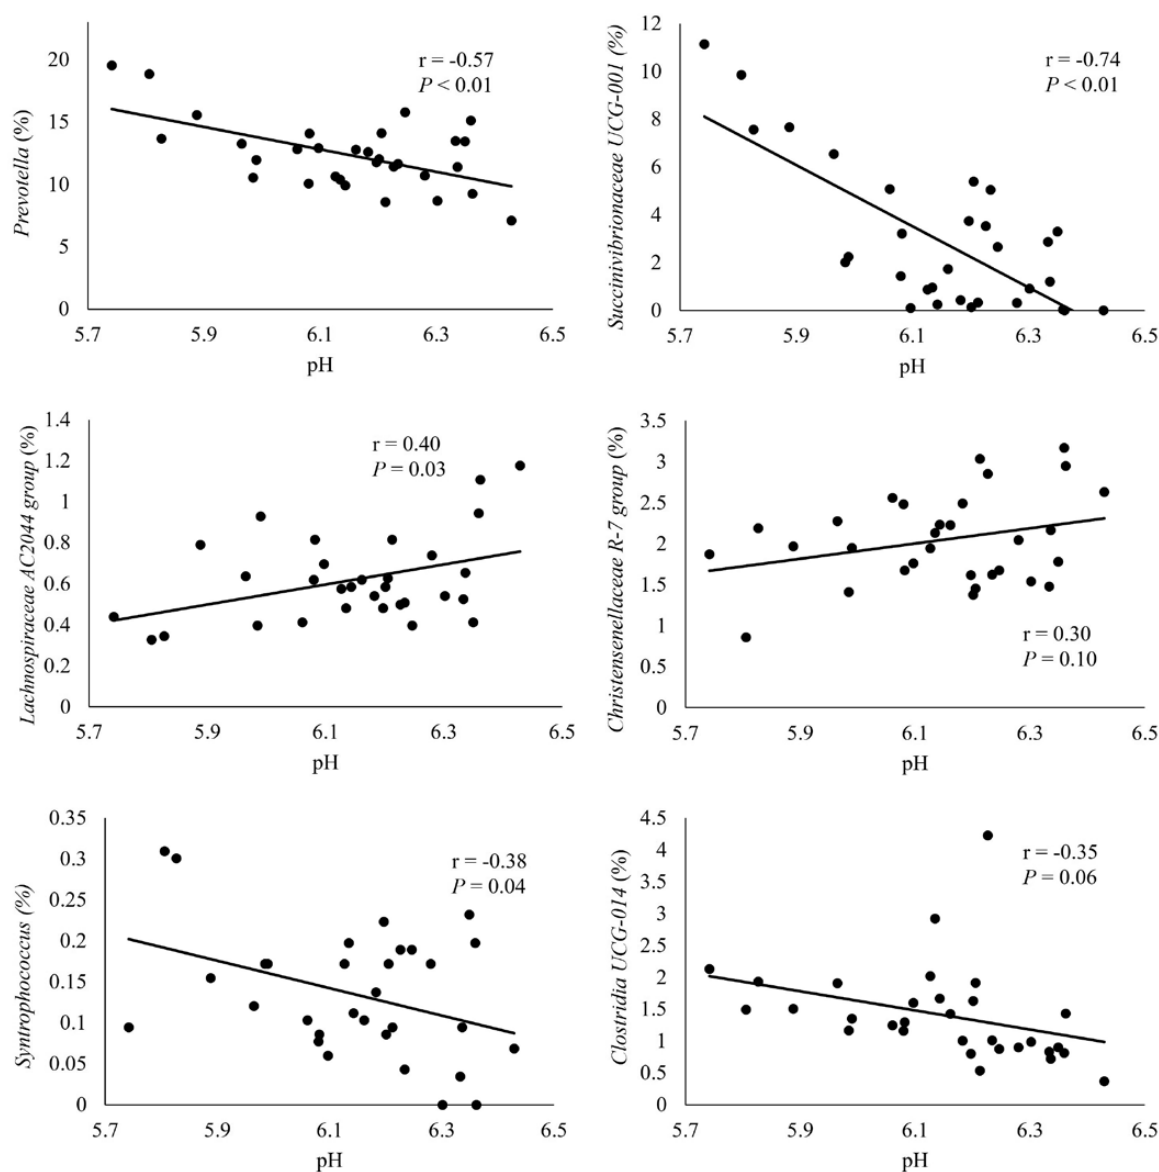 Prevotella (%)
20
15
10
5
0
r = -0.57
P < 0.01
5.7 5.9 6.1 6.3 6.5
pH
Succinivibrionaceae UCG-001 (%)
12
10
8
6
4
2
0
r = -0.74
P < 0.01
5.7 5.9 6.1 6.3 6.5
pH
Lachnospiraceae AC2044 group (%)
1.4
1.2
1
0.8
0.6
0.4
0.2
0
r = 0.40
P = 0.03
5.7 5.9 6.1 6.3 6.5
pH
Christensenellaceae R-7 group (%)
3.5
3
2.5
2
1.5
1
0.5
0
r = 0.30
P = 0.10
5.7 5.9 6.1 6.3 6.5
pH
Syntrophococcus (%)
0.35
0.3
0.25
0.2
0.15
0.1
0.05
0
r = -0.38
P = 0.04
5.7 5.9 6.1 6.3 6.5
pH
Clostridia UCG-014 (%)
4.5
4
3.5
3
2.5
2
1.5
1
0.5
0
r = -0.35
P = 0.06
5.7 5.9 6.1 6.3 6.5
pH